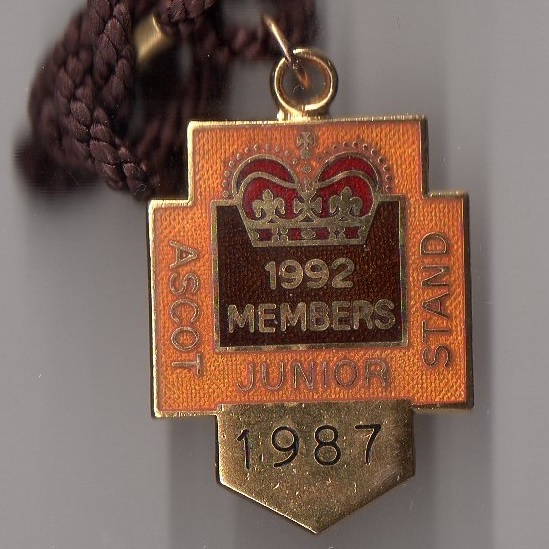 1992
MEMBERS
ASCOT
JUNIOR
STAND
1987